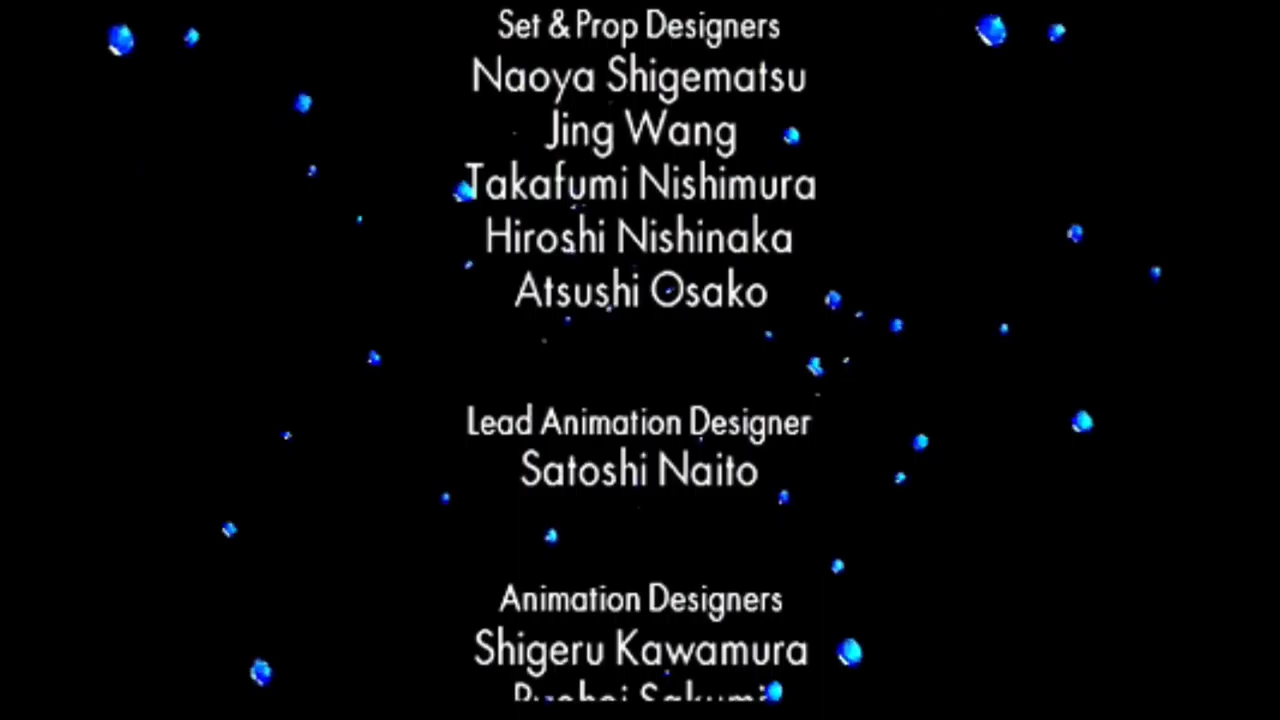 Set & Prop Designers
Naoya Shigematsu
Jing Wang
Takafumi Nishimura
Hiroshi Nishinaka
Atsushi Osako
Lead Animation Designer
Satoshi Naito
Animation Designers
Shigeru Kawamura